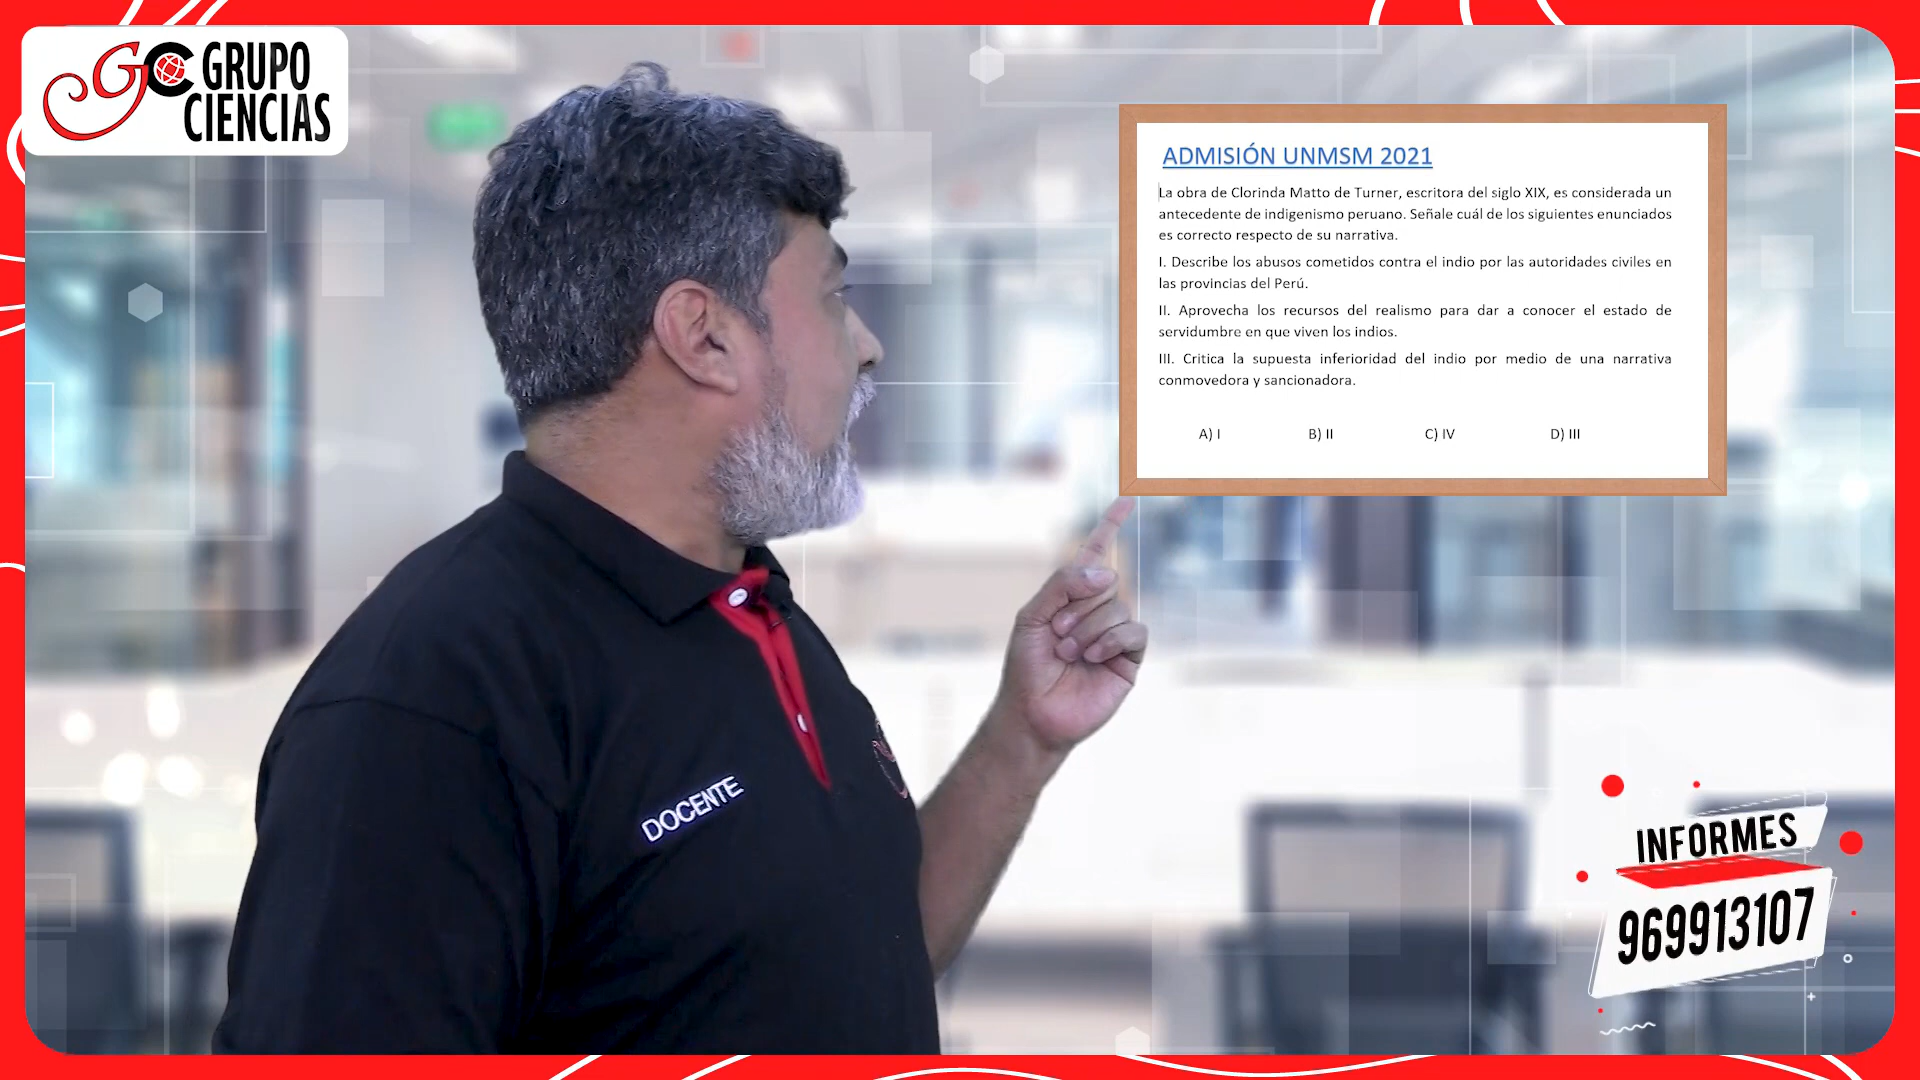 GC GRUPO
CIENCIAS
ADMISIÓN UNMSM 2021
La obra de Clorinda Matto de Turner, escritora del siglo XIX, es considerada un
antecedente de indigenismo peruano. Señale cuál de los siguientes enunciados
es correcto respecto de su narrativa.
I. Describe los abusos cometidos contra el indio por las autoridades civiles en
las provincias del Perú.
II. Aprovecha los recursos del realismo para dar a conocer el estado de
servidumbre en que viven los indios.
III. Critica la supuesta inferioridad del indio por medio de una narrativa
conmovedora y sancionadora.
A) I B) II C) IV D) III
DOCENTE
INFORMES
969913107